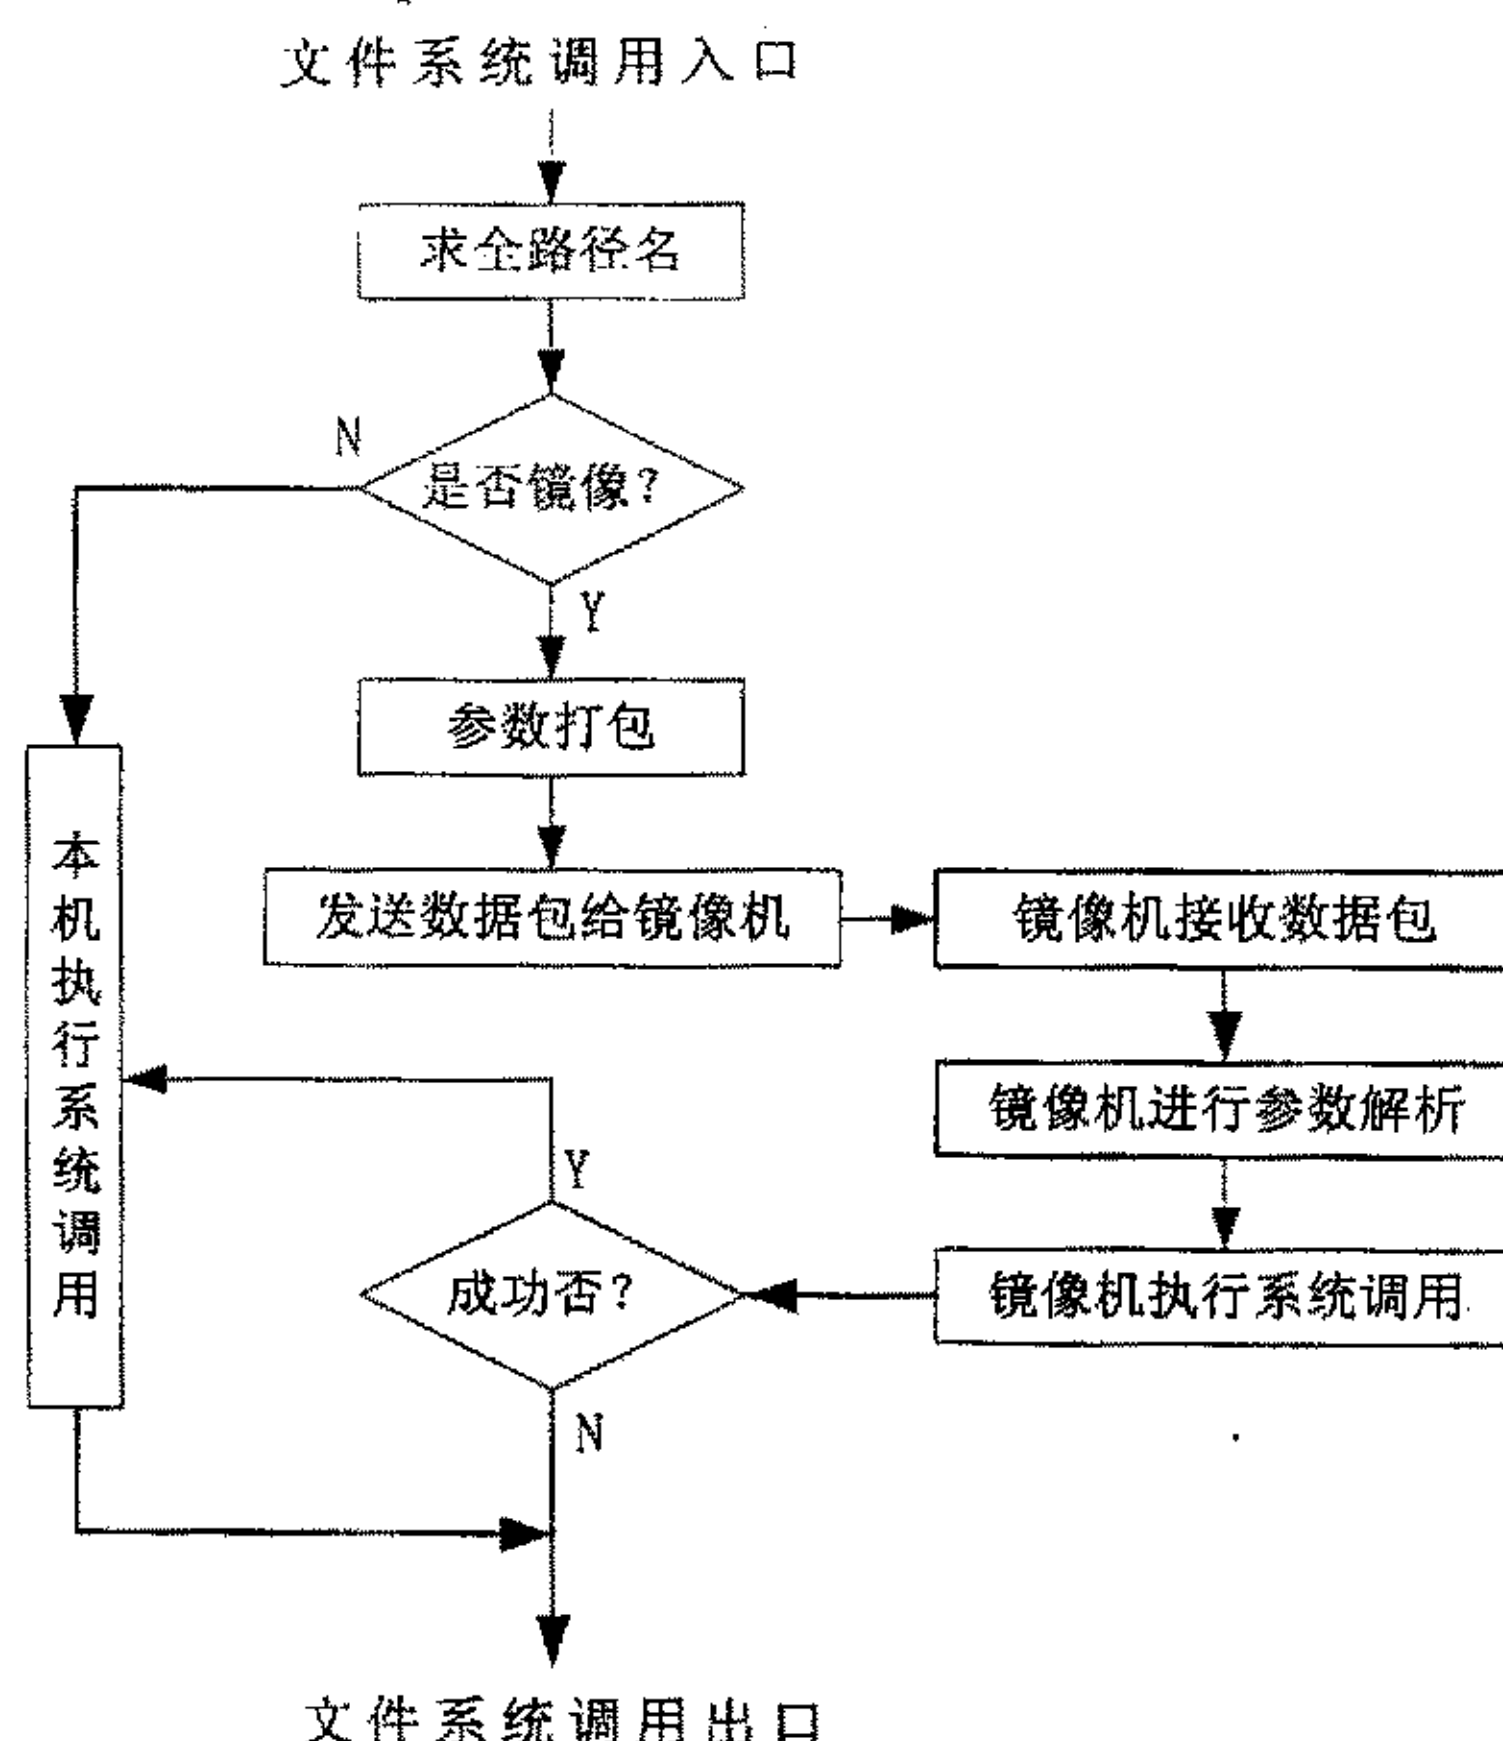 文件系统调用入口
求全路径名
N
是否镜像？
Y
参数打包
发送数据包给镜像机
镜像机接收数据包
本机执行系统调用
镜像机进行参数解析
Y
成功否？
镜像机执行系统调用
N
文件系统调用出口